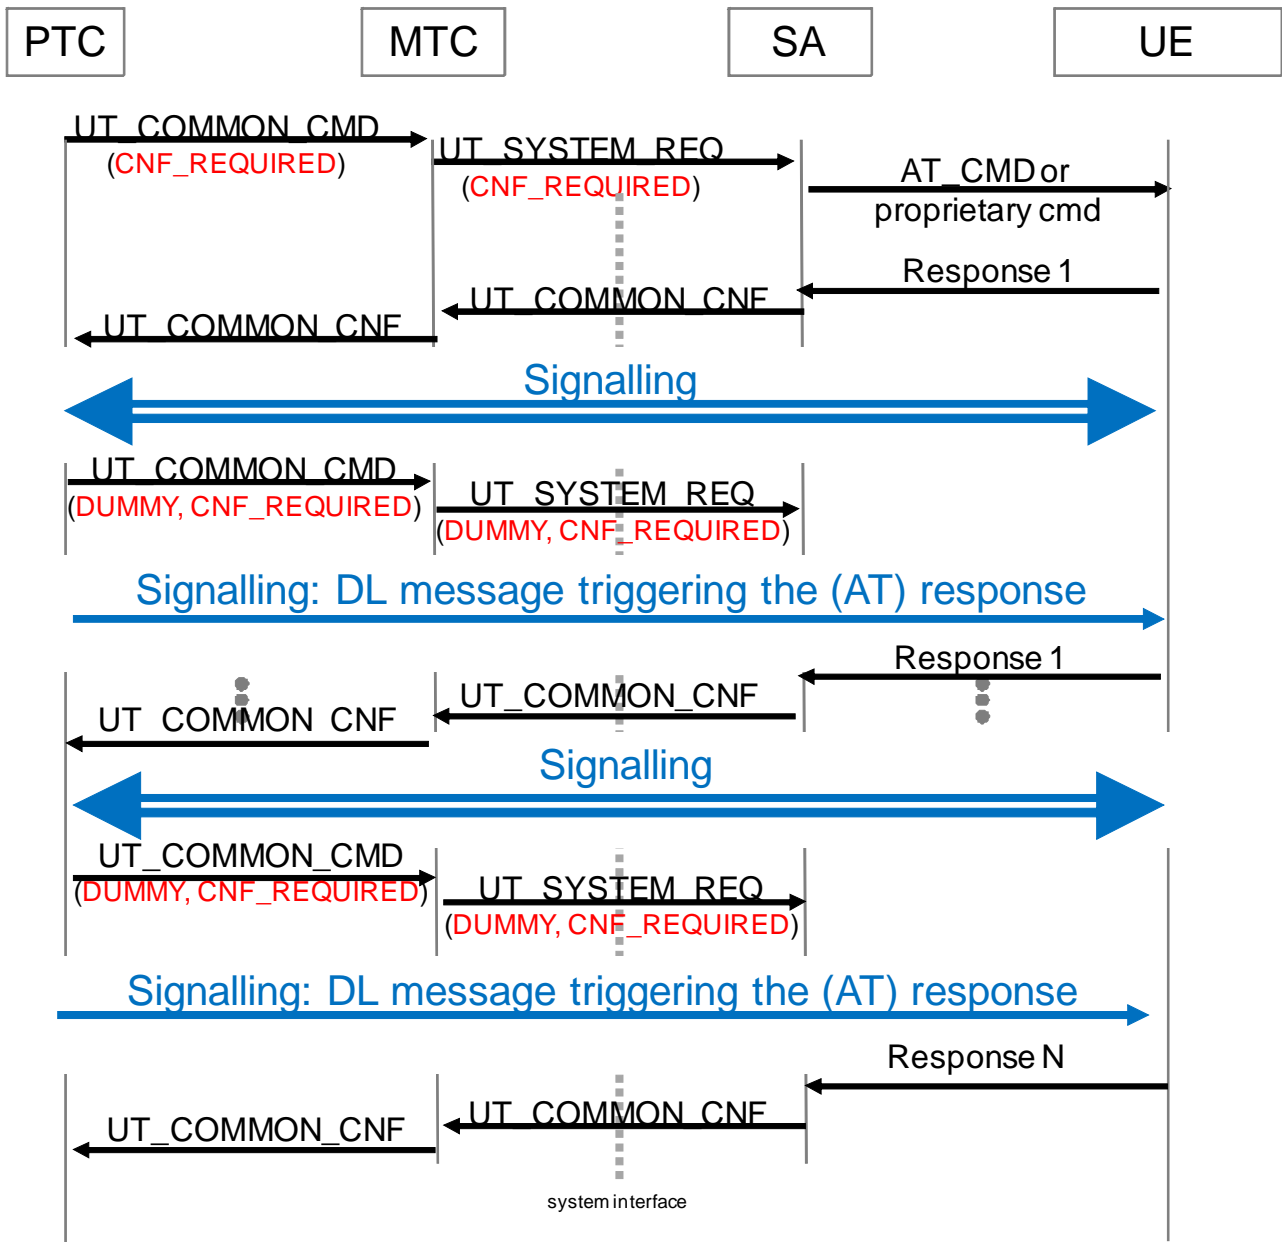 PTC
MTC
SA
UE
UT_COMMON_CMD
(CNF_REQUIRED)
UT_SYSTEM_REQ
(CNF_REQUIRED)
AT_CMD or
proprietary cmd
Response 1
UT_COMMON_CNF
UT_COMMON_CNF
Signalling
UT_COMMON_CMD
(DUMMY, CNF_REQUIRED)
UT_SYSTEM_REQ
(DUMMY, CNF_REQUIRED)
Signalling: DL message triggering the (AT) response
Response 1
UT_COMMON_CNF
UT_COMMON_CNF
Signalling
UT_COMMON_CMD
(DUMMY, CNF_REQUIRED)
UT_SYSTEM_REQ
(DUMMY, CNF_REQUIRED)
Signalling: DL message triggering the (AT) response
Response N
UT_COMMON_CNF
UT_COMMON_CNF
system interface